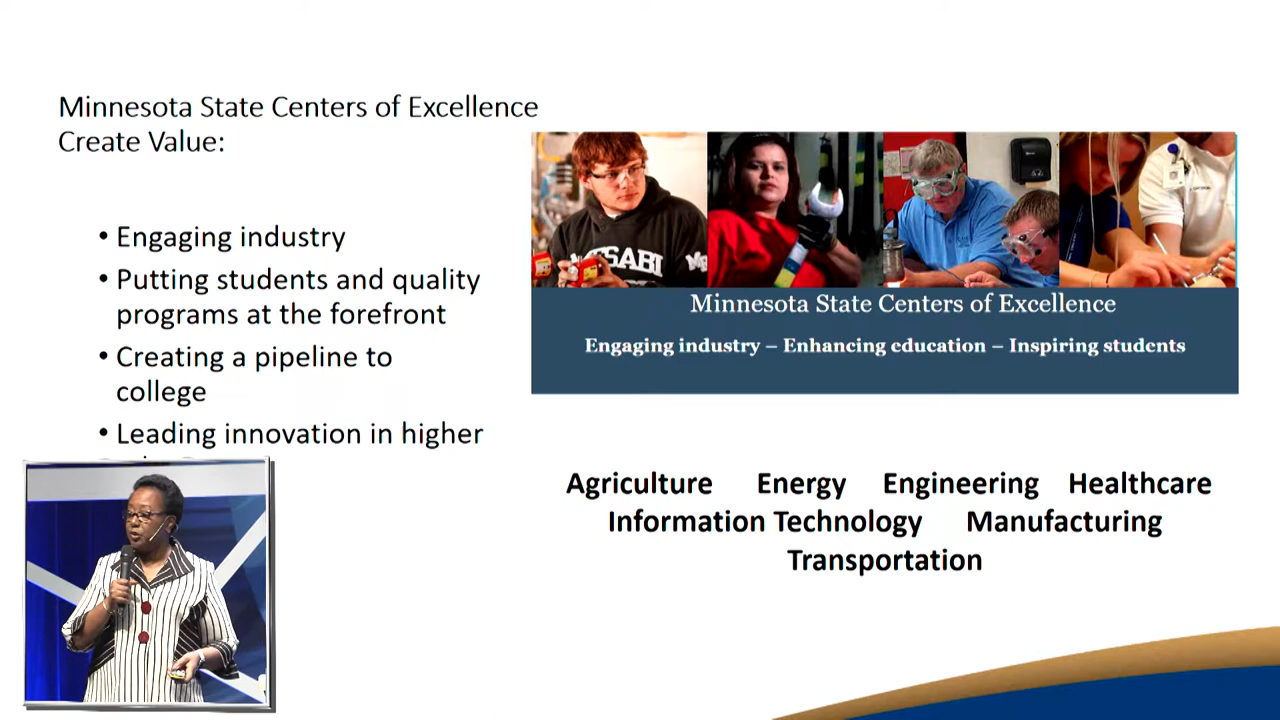 Minnesota State Centers of Excellence
Create Value:
• Engaging industry
• Putting students and quality
programs at the forefront
• Creating a pipeline to
college
• Leading innovation in higher
Minnesota State Centers of Excellence
Engaging industry – Enhancing education – Inspiring students
Agriculture Energy Engineering Healthcare
Information Technology Manufacturing
Transportation